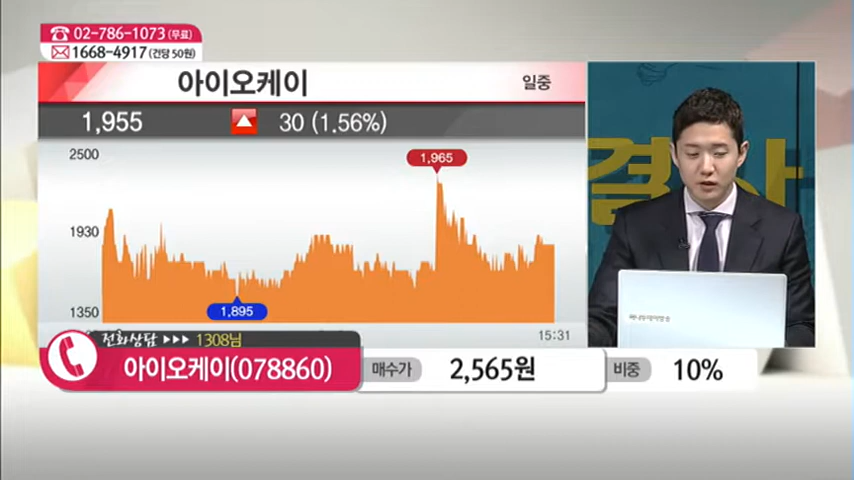 02-786-1073 (무료)
1668-4917 (건당 50원)
아이오케이
일중
1,955
30 (1.56%)
2500
1930
1350
1,965
1,895
15:31
결
전화상담 ▶▶▶ 1308님
아이오케이(078860)
매수가
2,565원
비중
10%